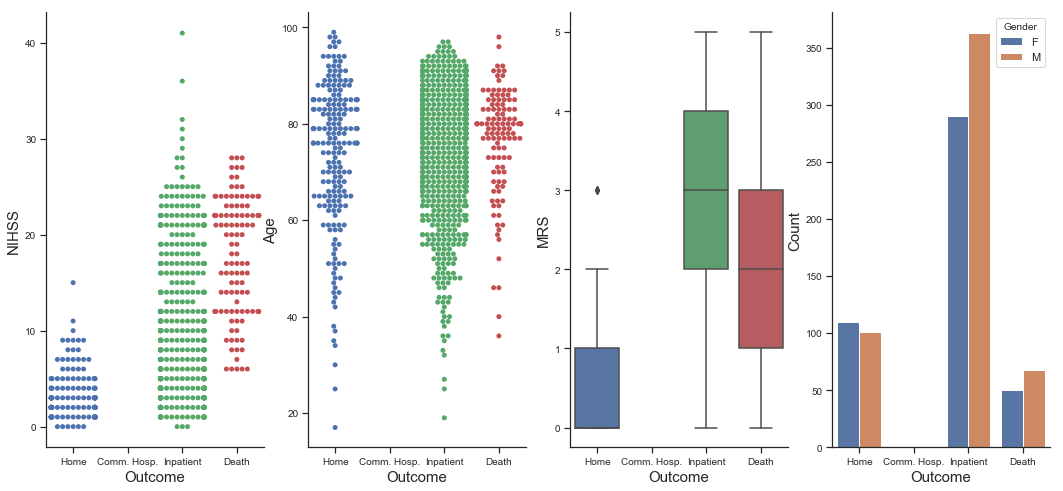 NIHSS
40
30
20
10
0
Home Comm. Hosp. Inpatient Death
Outcome
Age
100
80
60
40
20
Home Comm. Hosp. Inpatient Death
Outcome
MRS
5
4
3
2
1
0
Home Comm. Hosp. Inpatient Death
Outcome
Count
350
300
250
200
150
100
50
0
Home Comm. Hosp. Inpatient Death
Outcome
Gender
F
M